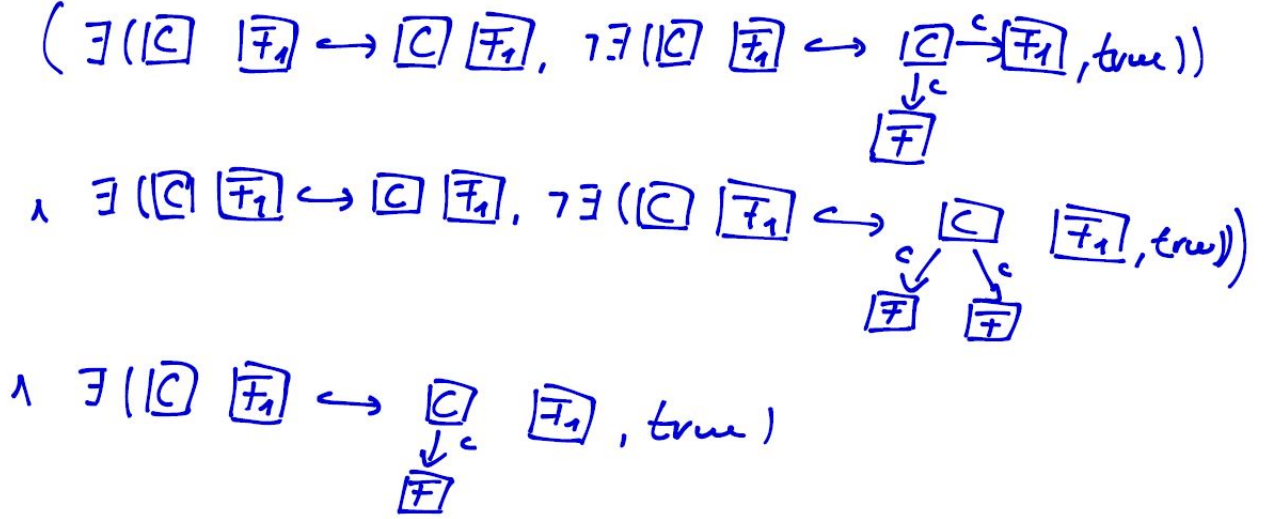 ( ∃ ( C F1 ↪ C F1 , ¬∃ ( C F1 ↪ C c→ F1 , true ) )
↓ c
F
∧ ∃ ( C F1 ↪ C F1 , ¬∃ ( C F1 ↪ C F1 , true ) ) )
c c
F F
∧ ∃ ( C F1 ↪ C F1 , true )
↓ c
F